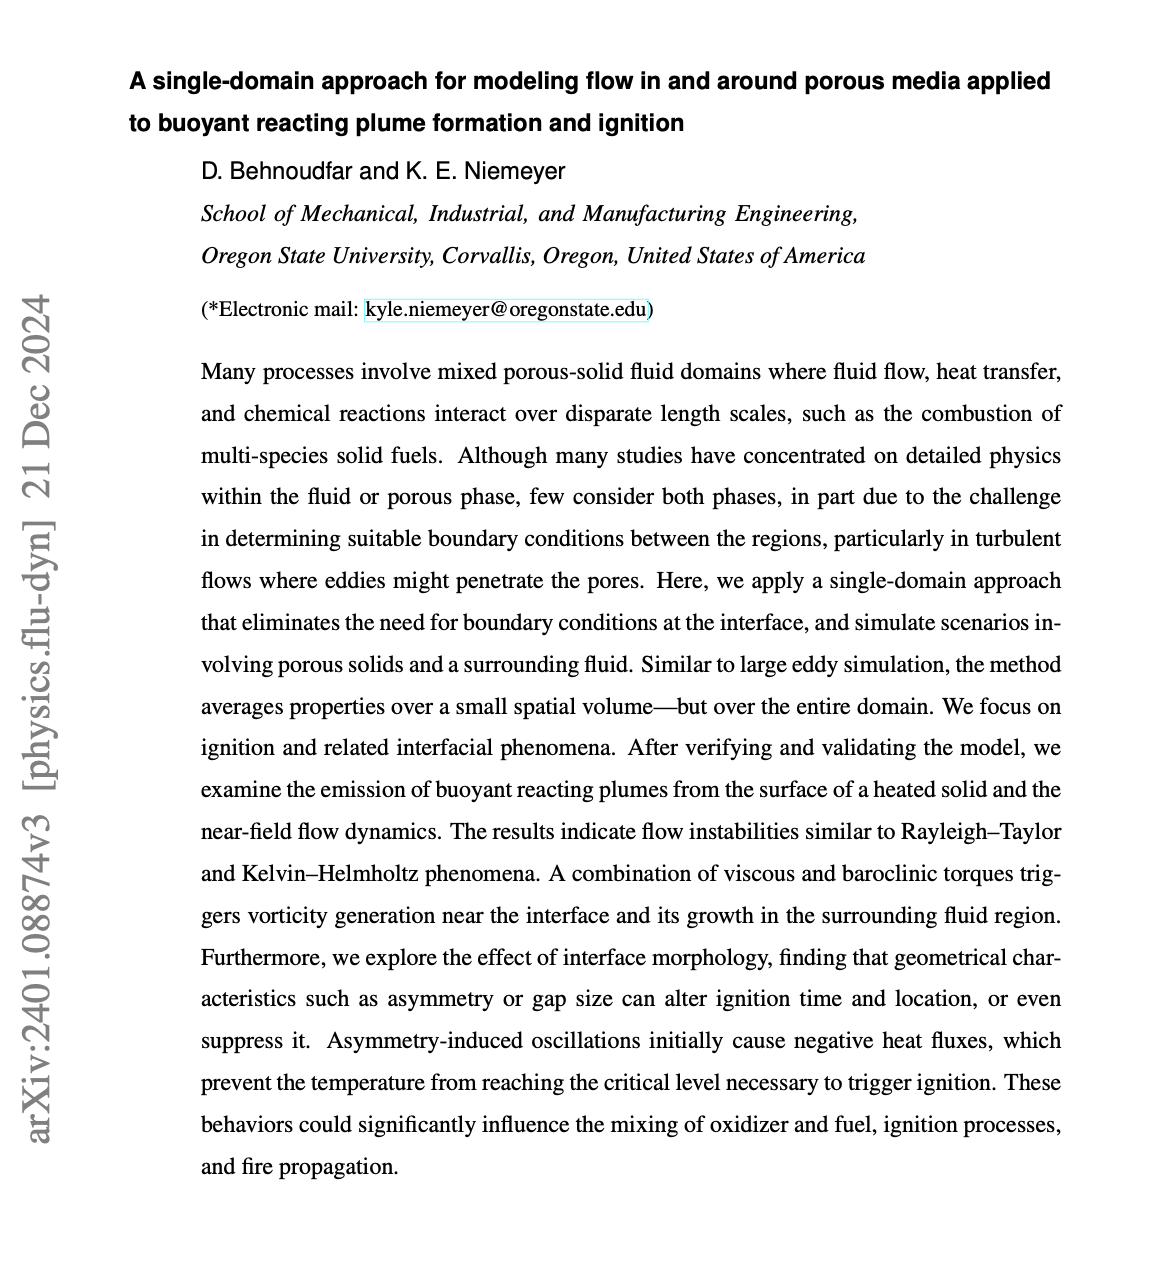 A single-domain approach for modeling flow in and around porous media applied
to buoyant reacting plume formation and ignition
D. Behnoudfar and K. E. Niemeyer
School of Mechanical, Industrial, and Manufacturing Engineering,
Oregon State University, Corvallis, Oregon, United States of America
(*Electronic mail: kyle.niemeyer@oregonstate.edu)
Many processes involve mixed porous-solid fluid domains where fluid flow, heat transfer,
and chemical reactions interact over disparate length scales, such as the combustion of
multi-species solid fuels. Although many studies have concentrated on detailed physics
within the fluid or porous phase, few consider both phases, in part due to the challenge
in determining suitable boundary conditions between the regions, particularly in turbulent
flows where eddies might penetrate the pores. Here, we apply a single-domain approach
that eliminates the need for boundary conditions at the interface, and simulate scenarios in-
volving porous solids and a surrounding fluid. Similar to large eddy simulation, the method
averages properties over a small spatial volume—but over the entire domain. We focus on
ignition and related interfacial phenomena. After verifying and validating the model, we
examine the emission of buoyant reacting plumes from the surface of a heated solid and the
near-field flow dynamics. The results indicate flow instabilities similar to Rayleigh–Taylor
and Kelvin–Helmholtz phenomena. A combination of viscous and baroclinic torques trig-
gers vorticity generation near the interface and its growth in the surrounding fluid region.
Furthermore, we explore the effect of interface morphology, finding that geometrical char-
acteristics such as asymmetry or gap size can alter ignition time and location, or even
suppress it. Asymmetry-induced oscillations initially cause negative heat fluxes, which
prevent the temperature from reaching the critical level necessary to trigger ignition. These
behaviors could significantly influence the mixing of oxidizer and fuel, ignition processes,
and fire propagation.
arXiv:2401.08874v3 [physics.flu-dyn] 21 Dec 2024